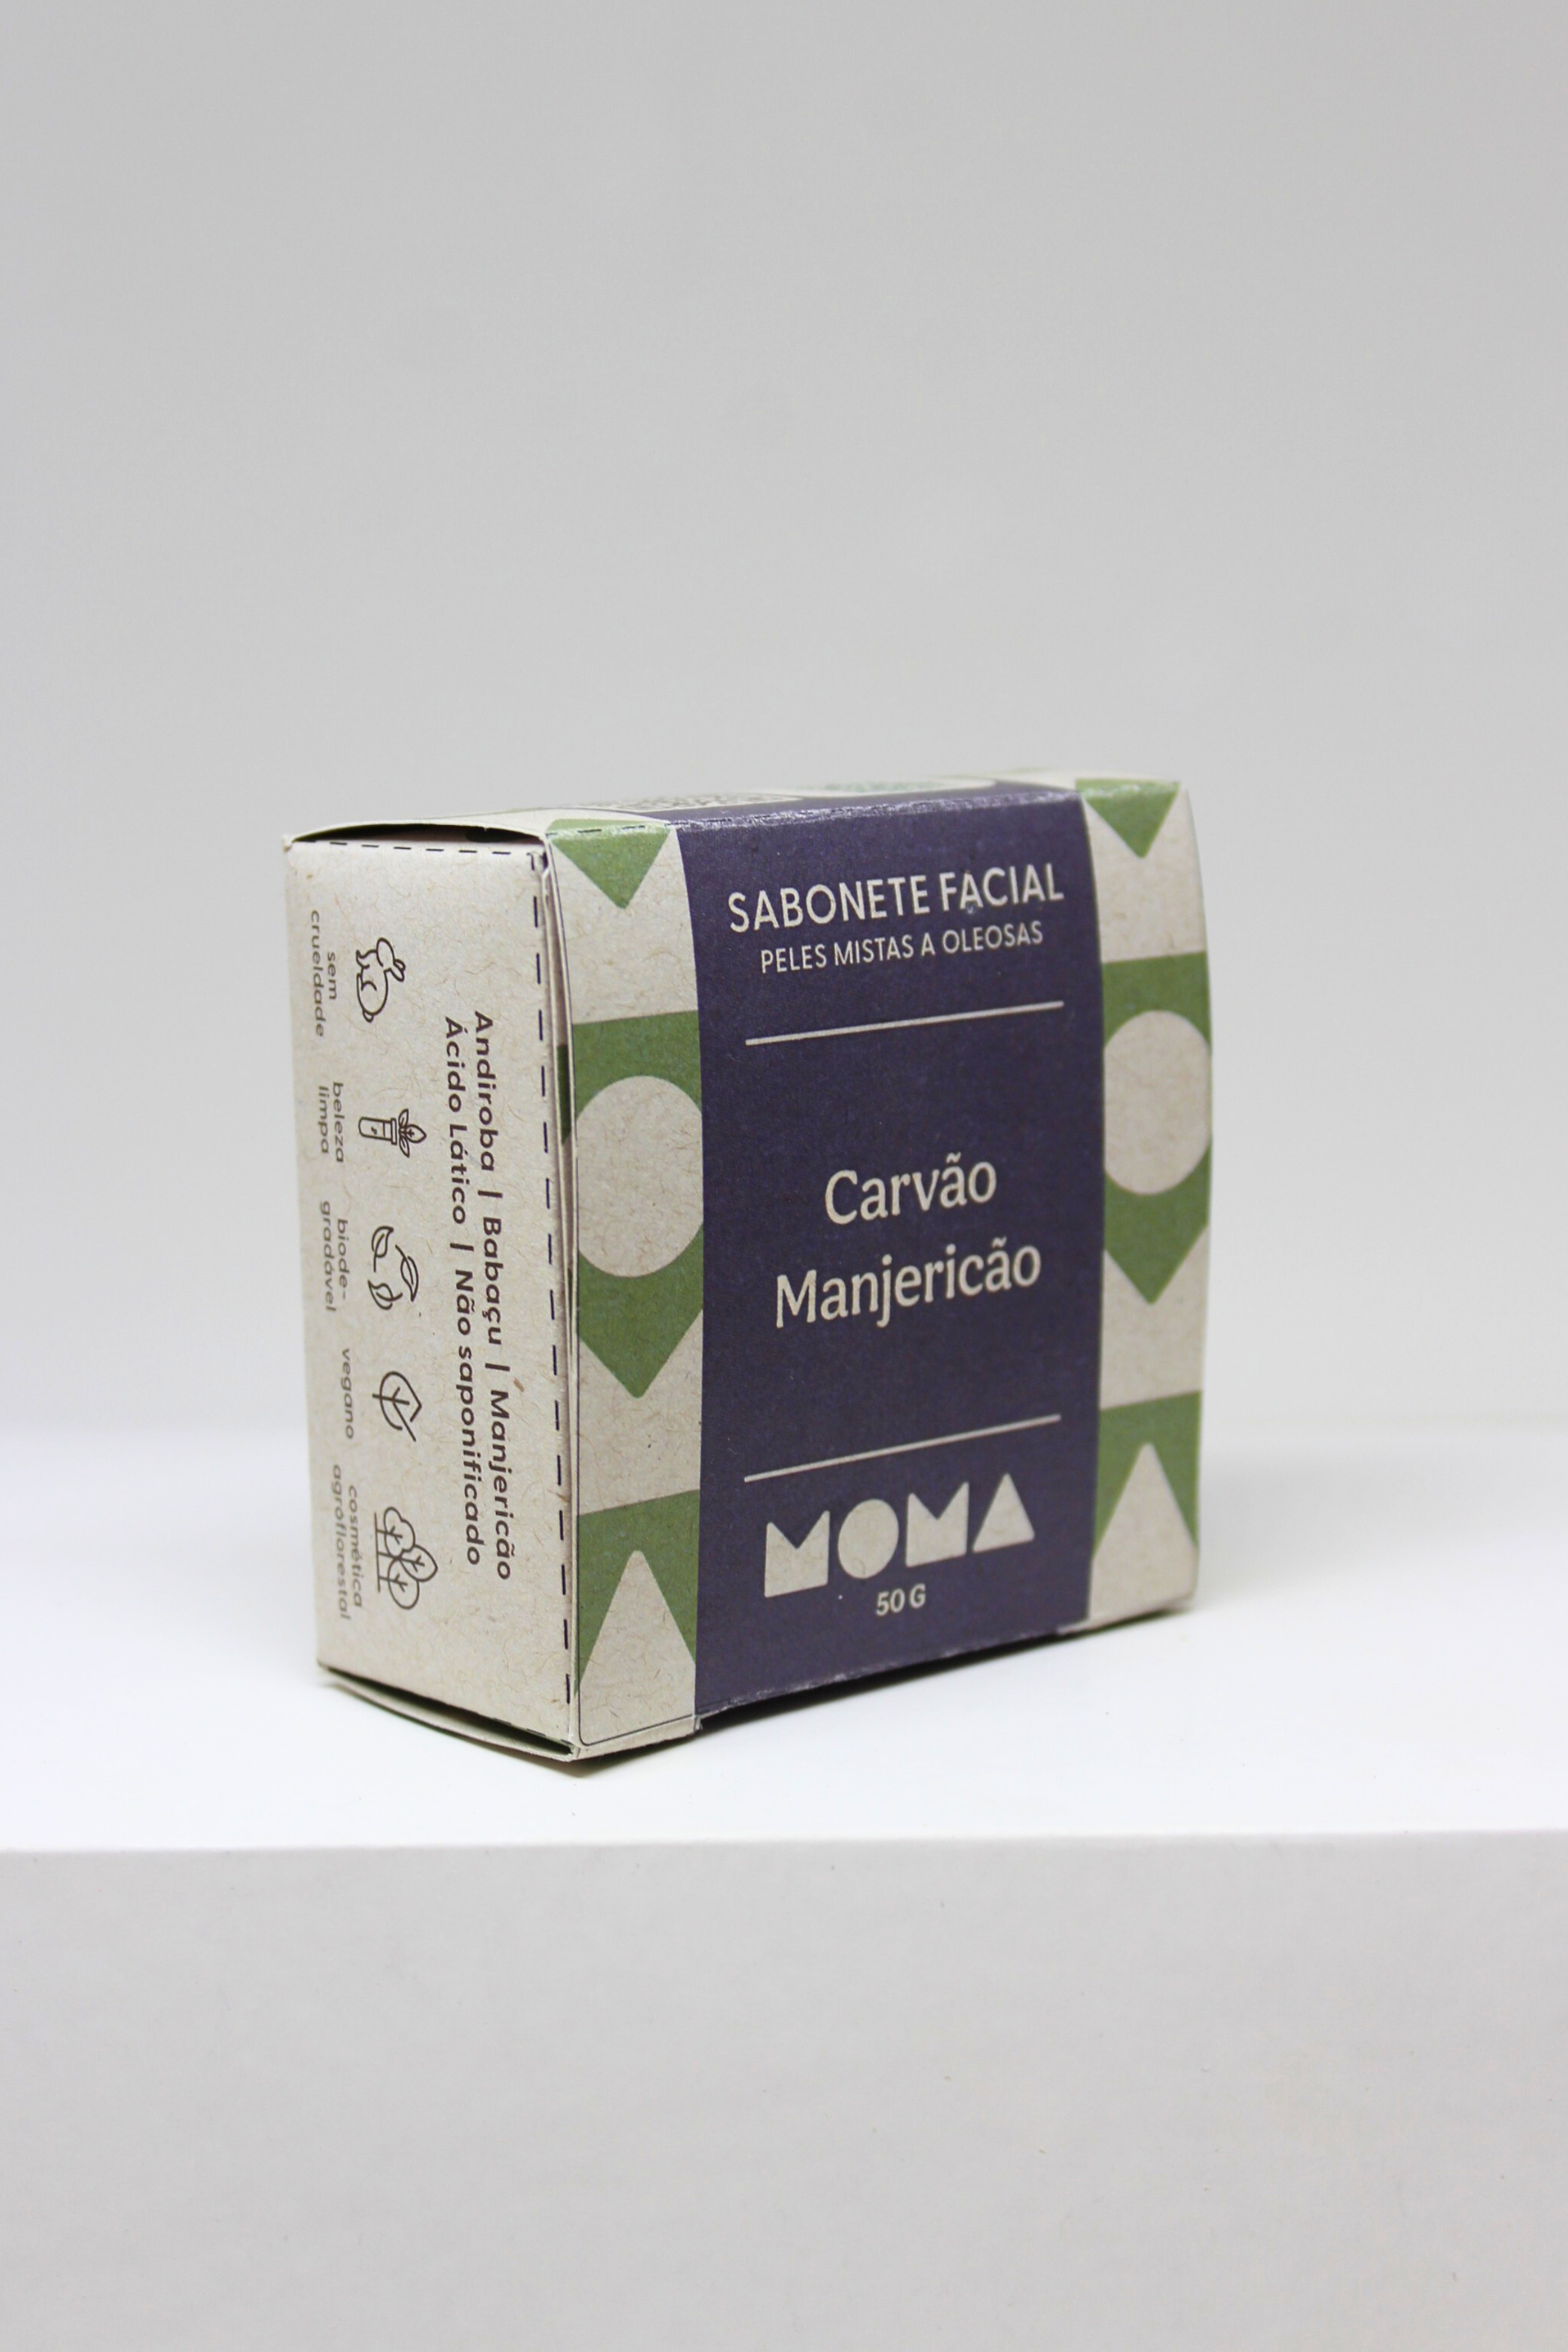 SABONETE FACIAL
PELES MISTAS A OLEOSAS
Carvão
Manjericão
MOMA
50 G
Andiroba | Babaçu | Manjericão
Ácido Lático | Não saponificado
sem
crueldade
beleza
limpa
biode-
gradável
vegano
cosmética
agroflorestal